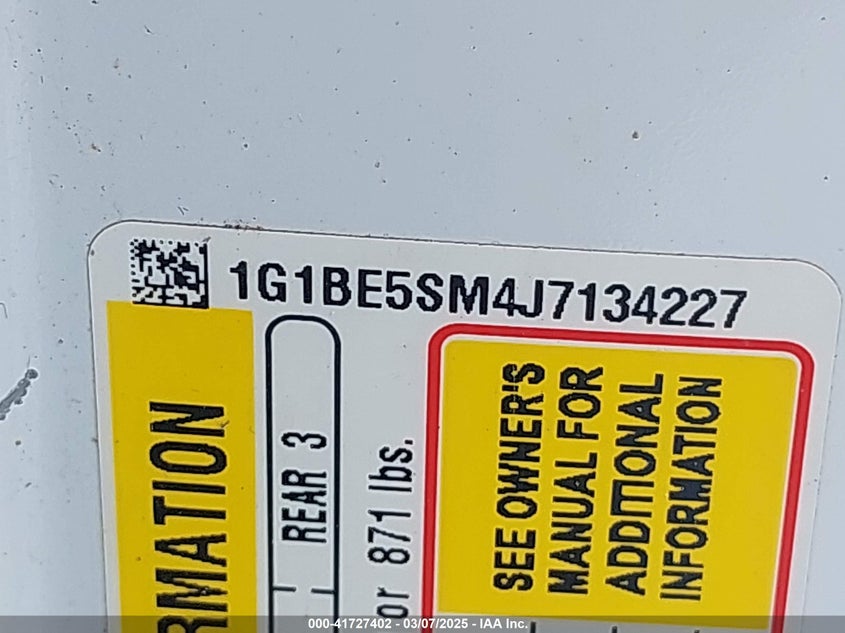 1G1BE5SM4J7134227
RMATION
REAR 3
or 871 lbs.
SEE OWNER'S
MANUAL FOR
ADDITIONAL
INFORMATION
000-41727402 - 03/07/2025 - IAA Inc.